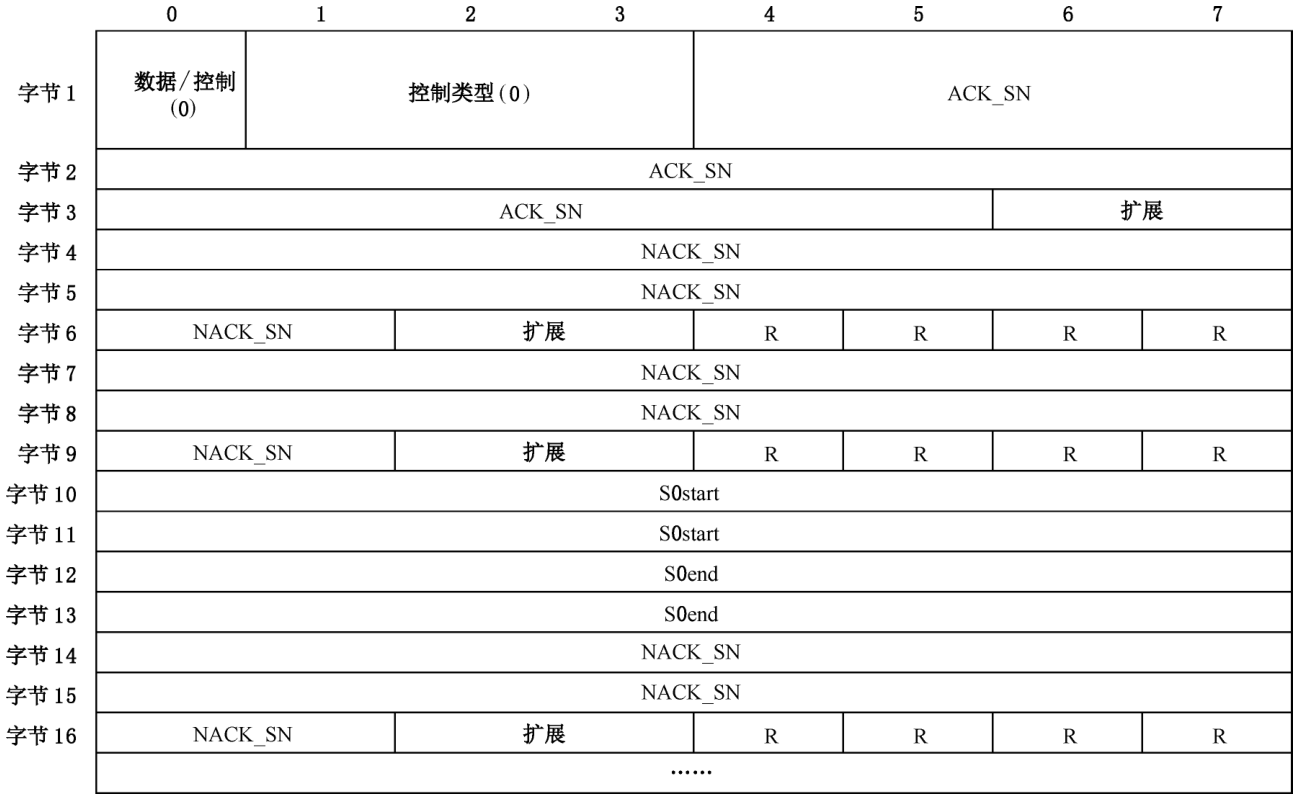 0 1 2 3 4 5 6 7
字节1 数据/控制(0) 控制类型(0) ACK_SN
字节2 ACK_SN
字节3 ACK_SN 扩展
字节4 NACK_SN
字节5 NACK_SN
字节6 NACK_SN 扩展 R R R R
字节7 NACK_SN
字节8 NACK_SN
字节9 NACK_SN 扩展 R R R R
字节10 S0start
字节11 S0start
字节12 S0end
字节13 S0end
字节14 NACK_SN
字节15 NACK_SN
字节16 NACK_SN 扩展 R R R R
……